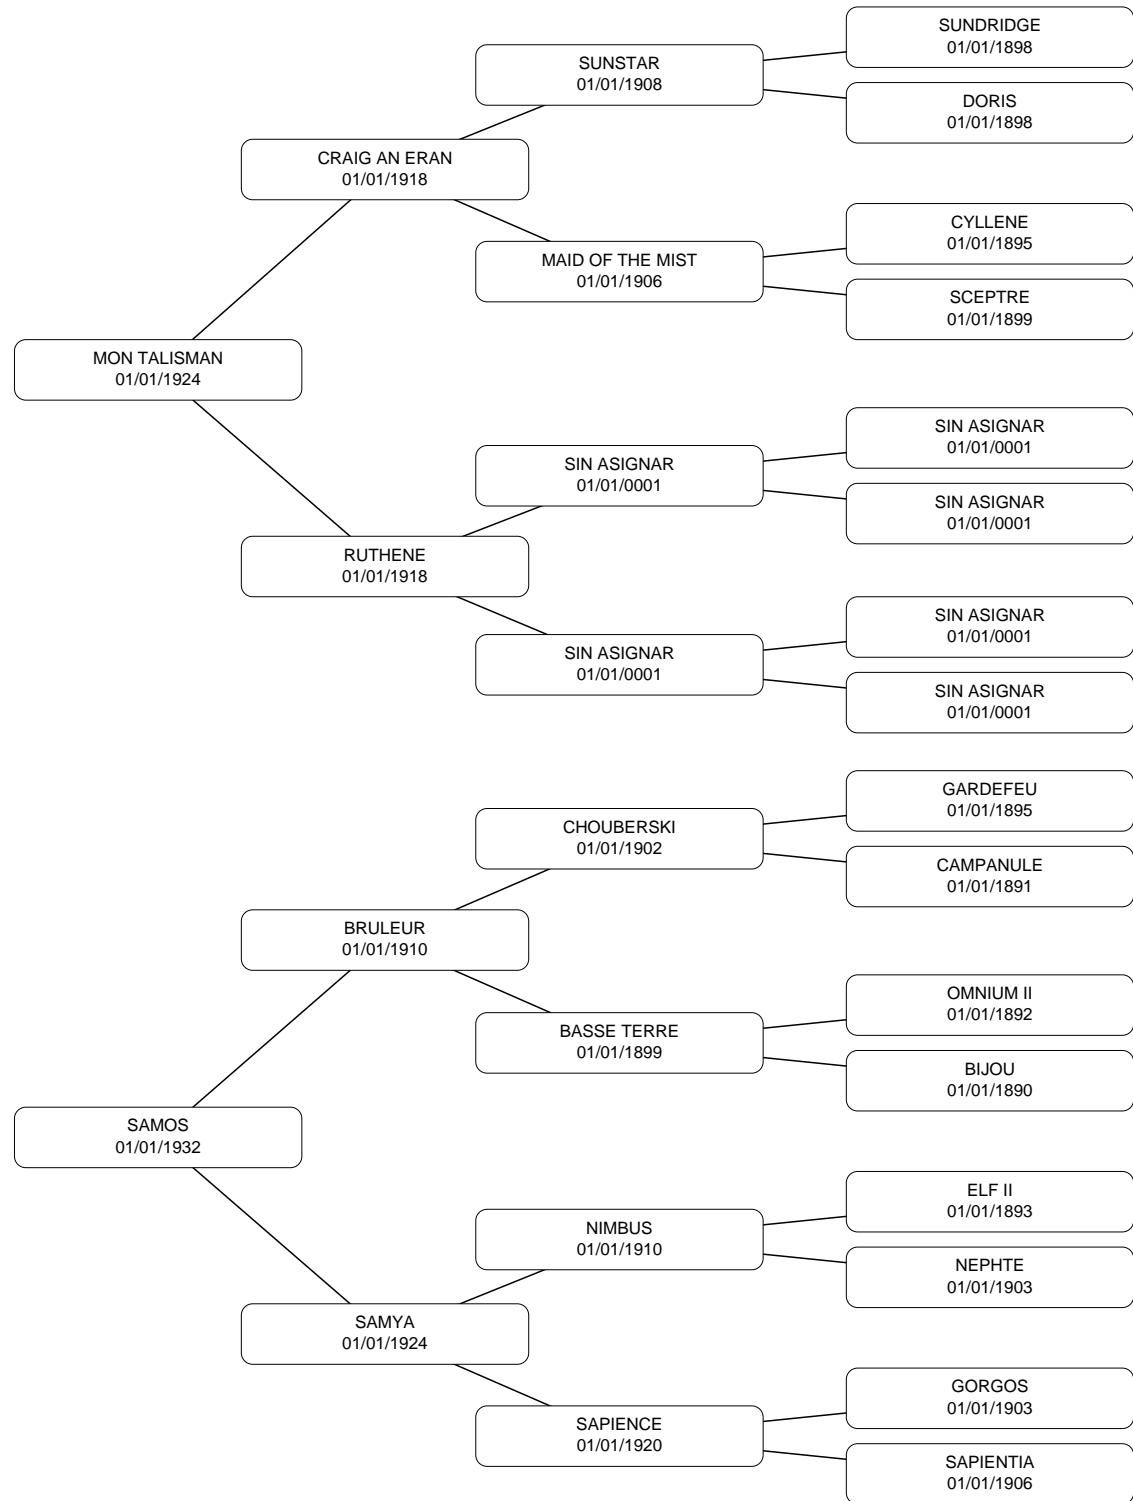 SUNDRIDGE
01/01/1898
SUNSTAR
01/01/1908
DORIS
01/01/1898
CRAIG AN ERAN
01/01/1918
CYLLENE
01/01/1895
MAID OF THE MIST
01/01/1906
SCEPTRE
01/01/1899
MON TALISMAN
01/01/1924
SIN ASIGNAR
01/01/0001
SIN ASIGNAR
01/01/0001
SIN ASIGNAR
01/01/0001
RUTHENE
01/01/1918
SIN ASIGNAR
01/01/0001
SIN ASIGNAR
01/01/0001
SIN ASIGNAR
01/01/0001
GARDEFEU
01/01/1895
CHOUBERSKI
01/01/1902
CAMPANULE
01/01/1891
BRULEUR
01/01/1910
OMNIUM II
01/01/1892
BASSE TERRE
01/01/1899
BIJOU
01/01/1890
SAMOS
01/01/1932
ELF II
01/01/1893
NIMBUS
01/01/1910
NEPHTE
01/01/1903
SAMYA
01/01/1924
GORGOS
01/01/1903
SAPIENCE
01/01/1920
SAPIENTIA
01/01/1906